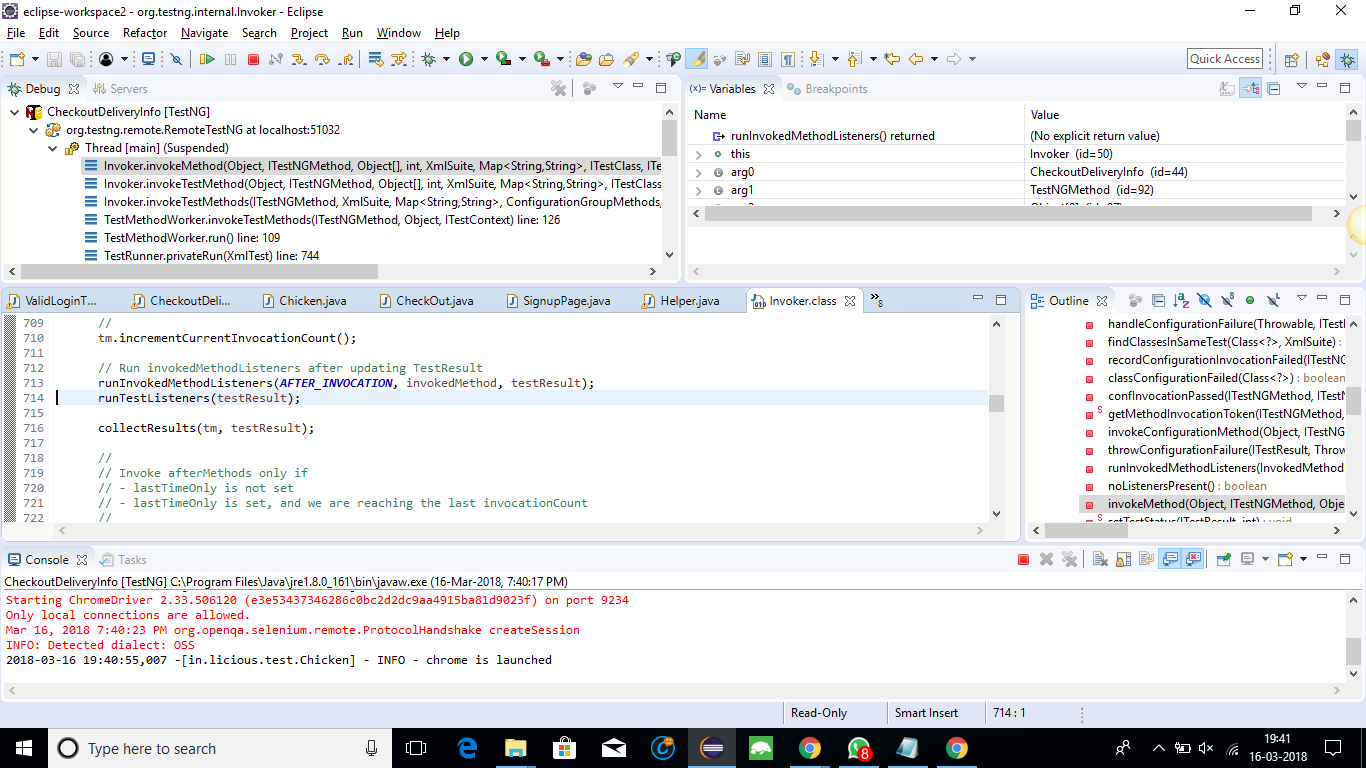 eclipse-workspace2 - org.testng.internal.Invoker - Eclipse
File Edit Source Refactor Navigate Search Project Run Window Help
Quick Access
Debug Servers
CheckoutDeliveryInfo [TestNG]
org.testng.remote.RemoteTestNG at localhost:51032
Thread [main] (Suspended)
Invoker.invokeMethod(Object, ITestNGMethod, Object[], int, XmlSuite, Map<String,String>, ITestClass, ITe
Invoker.invokeTestMethod(Object, ITestNGMethod, Object[], int, XmlSuite, Map<String,String>, ITestClass
Invoker.invokeTestMethods(ITestNGMethod, XmlSuite, Map<String,String>, ConfigurationGroupMethods,
TestMethodWorker.invokeTestMethods(ITestNGMethod, Object, ITestContext) line: 126
TestMethodWorker.run() line: 109
TestRunner.privateRun(XmlTest) line: 744
(x)= Variables Breakpoints
Name Value
runInvokedMethodListeners() returned (No explicit return value)
this Invoker (id=50)
arg0 CheckoutDeliveryInfo (id=44)
arg1 TestNGMethod (id=92)
ValidLoginT... CheckoutDeli... Chicken.java CheckOut.java SignupPage.java Helper.java Invoker.class »8
709 //
710 tm.incrementCurrentInvocationCount();
711
712 // Run invokedMethodListeners after updating TestResult
713 runInvokedMethodListeners(AFTER_INVOCATION, invokedMethod, testResult);
714 runTestListeners(testResult);
715
716 collectResults(tm, testResult);
717
718 //
719 // Invoke afterMethods only if
720 // - lastTimeOnly is not set
721 // - lastTimeOnly is set, and we are reaching the last invocationCount
722 //
Outline
handleConfigurationFailure(Throwable, ITestN
findClassesInSameTest(Class<?>, XmlSuite) :
recordConfigurationInvocationFailed(ITestNG
classConfigurationFailed(Class<?>) : boolean
confInvocationPassed(ITestNGMethod, ITestN
getMethodInvocationToken(ITestNGMethod,
invokeConfigurationMethod(Object, ITestNG
throwConfigurationFailure(ITestResult, Throw
runInvokedMethodListeners(InvokedMethod
noListenersPresent() : boolean
invokeMethod(Object, ITestNGMethod, Obje
setTestStatus(ITestResult, int) : void
Console Tasks
CheckoutDeliveryInfo [TestNG] C:\Program Files\Java\jre1.8.0_161\bin\javaw.exe (16-Mar-2018, 7:40:17 PM)
Starting ChromeDriver 2.33.506120 (e3e53437346286c0bc2d2dc9aa4915ba81d9023f) on port 9234
Only local connections are allowed.
Mar 16, 2018 7:40:23 PM org.openqa.selenium.remote.ProtocolHandshake createSession
INFO: Detected dialect: OSS
2018-03-16 19:40:55,007 -[in.licious.test.Chicken] - INFO - chrome is launched
Read-Only Smart Insert 714 : 1
Type here to search
8
19:41
16-03-2018